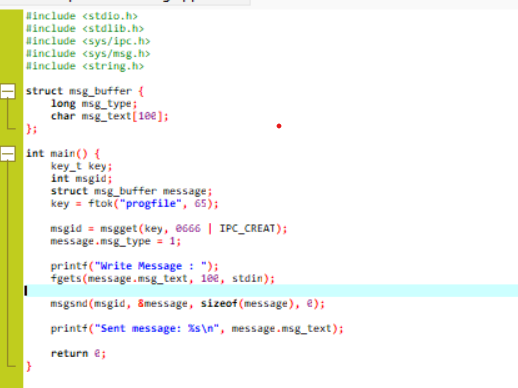 #include <stdio.h>
#include <stdlib.h>
#include <sys/ipc.h>
#include <sys/msg.h>
#include <string.h>
struct msg_buffer {
long msg_type;
char msg_text[100];
};
int main() {
key_t key;
int msgid;
struct msg_buffer message;
key = ftok("progfile", 65);
msgid = msgget(key, 0666 | IPC_CREAT);
message.msg_type = 1;
printf("Write Message : ");
fgets(message.msg_text, 100, stdin);
msgsnd(msgid, &message, sizeof(message), 0);
printf("Sent message: %s\n", message.msg_text);
return 0;
}